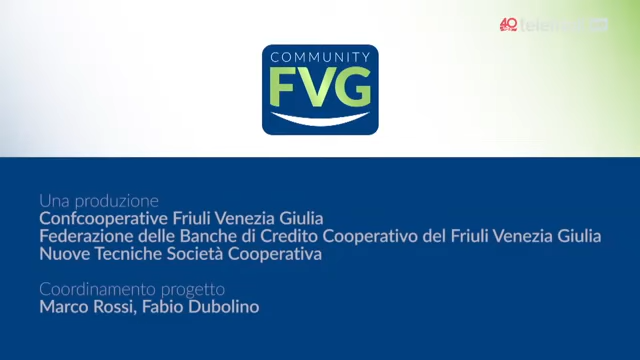 40
COMMUNITY
FVG
Una produzione
Confcooperative Friuli Venezia Giulia
Federazione delle Banche di Credito Cooperativo del Friuli Venezia Giulia
Nuove Tecniche Società Cooperativa
Coordinamento progetto
Marco Rossi, Fabio Dubolino